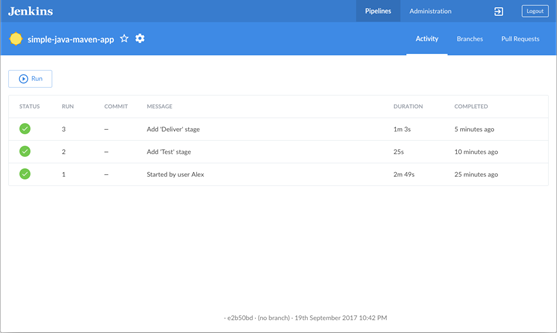 Jenkins Pipelines Administration Logout
simple-java-maven-app Activity Branches Pull Requests
Run
STATUS RUN COMMIT MESSAGE DURATION COMPLETED
3 – Add 'Deliver' stage 1m 3s 5 minutes ago
2 – Add 'Test' stage 25s 10 minutes ago
1 – Started by user Alex 2m 49s 25 minutes ago
· e2b50bd · (no branch) · 19th September 2017 10:42 PM